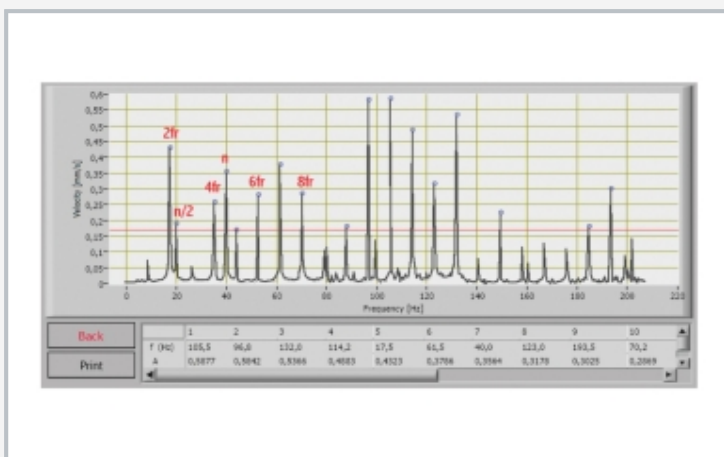 0,6
0,55
0,5
0,45
0,4
0,35
0,3
0,25
0,2
0,15
0,1
0,05
0
Velocity [mm/s]
2fr
n/2
4fr
n
6fr
8fr
0 20 40 60 80 100 120 140 160 180 200 220
Frequency [Hz]
Back
Print
1 2 3 4 5 6 7 8 9 10
f (Hz) 105,5 96,8 132,0 114,2 17,5 61,5 40,0 123,0 193,5 70,2
A 0,5877 0,5842 0,5366 0,4883 0,4323 0,3786 0,3564 0,3178 0,3025 0,2869